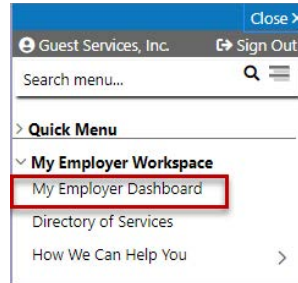 Close X
Guest Services, Inc. Sign Out
Search menu...
Quick Menu
My Employer Workspace
My Employer Dashboard
Directory of Services
How We Can Help You